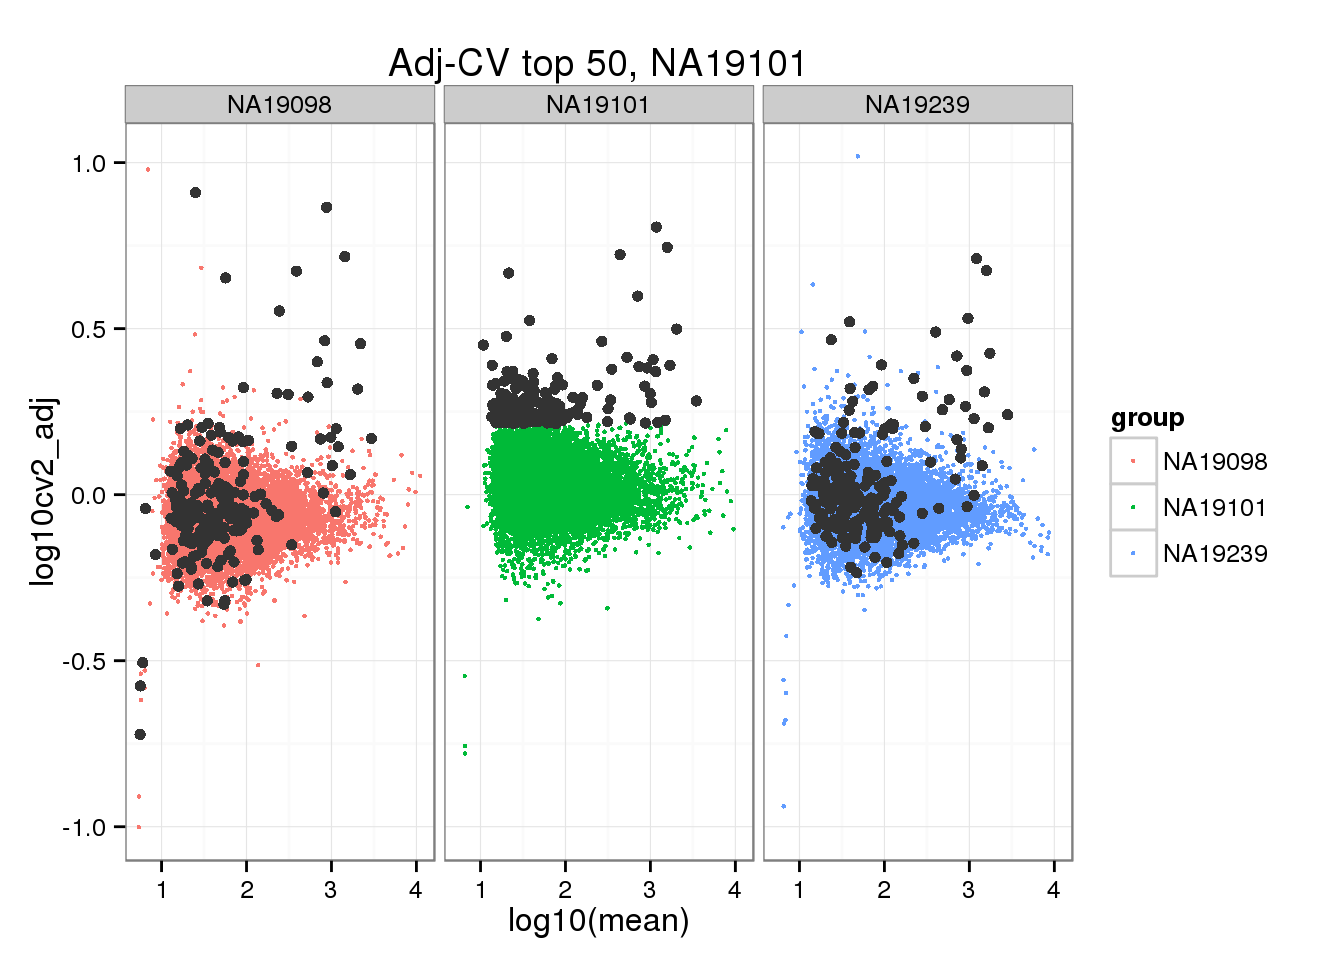 Adj-CV top 50, NA19101
NA19098 NA19101 NA19239
1.0
0.5
0.0
-0.5
-1.0
log10cv2_adj
1 2 3 4 1 2 3 4 1 2 3 4
log10(mean)
group
NA19098
NA19101
NA19239